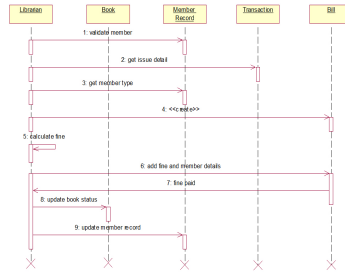 Librarian
Book
Member
Record
Transaction
Bill
1: validate member
2: get issue detail
3: get member type
4: <<create>>
5: calculate fine
6: add fine and member details
7: fine paid
8: update book status
9: update member record